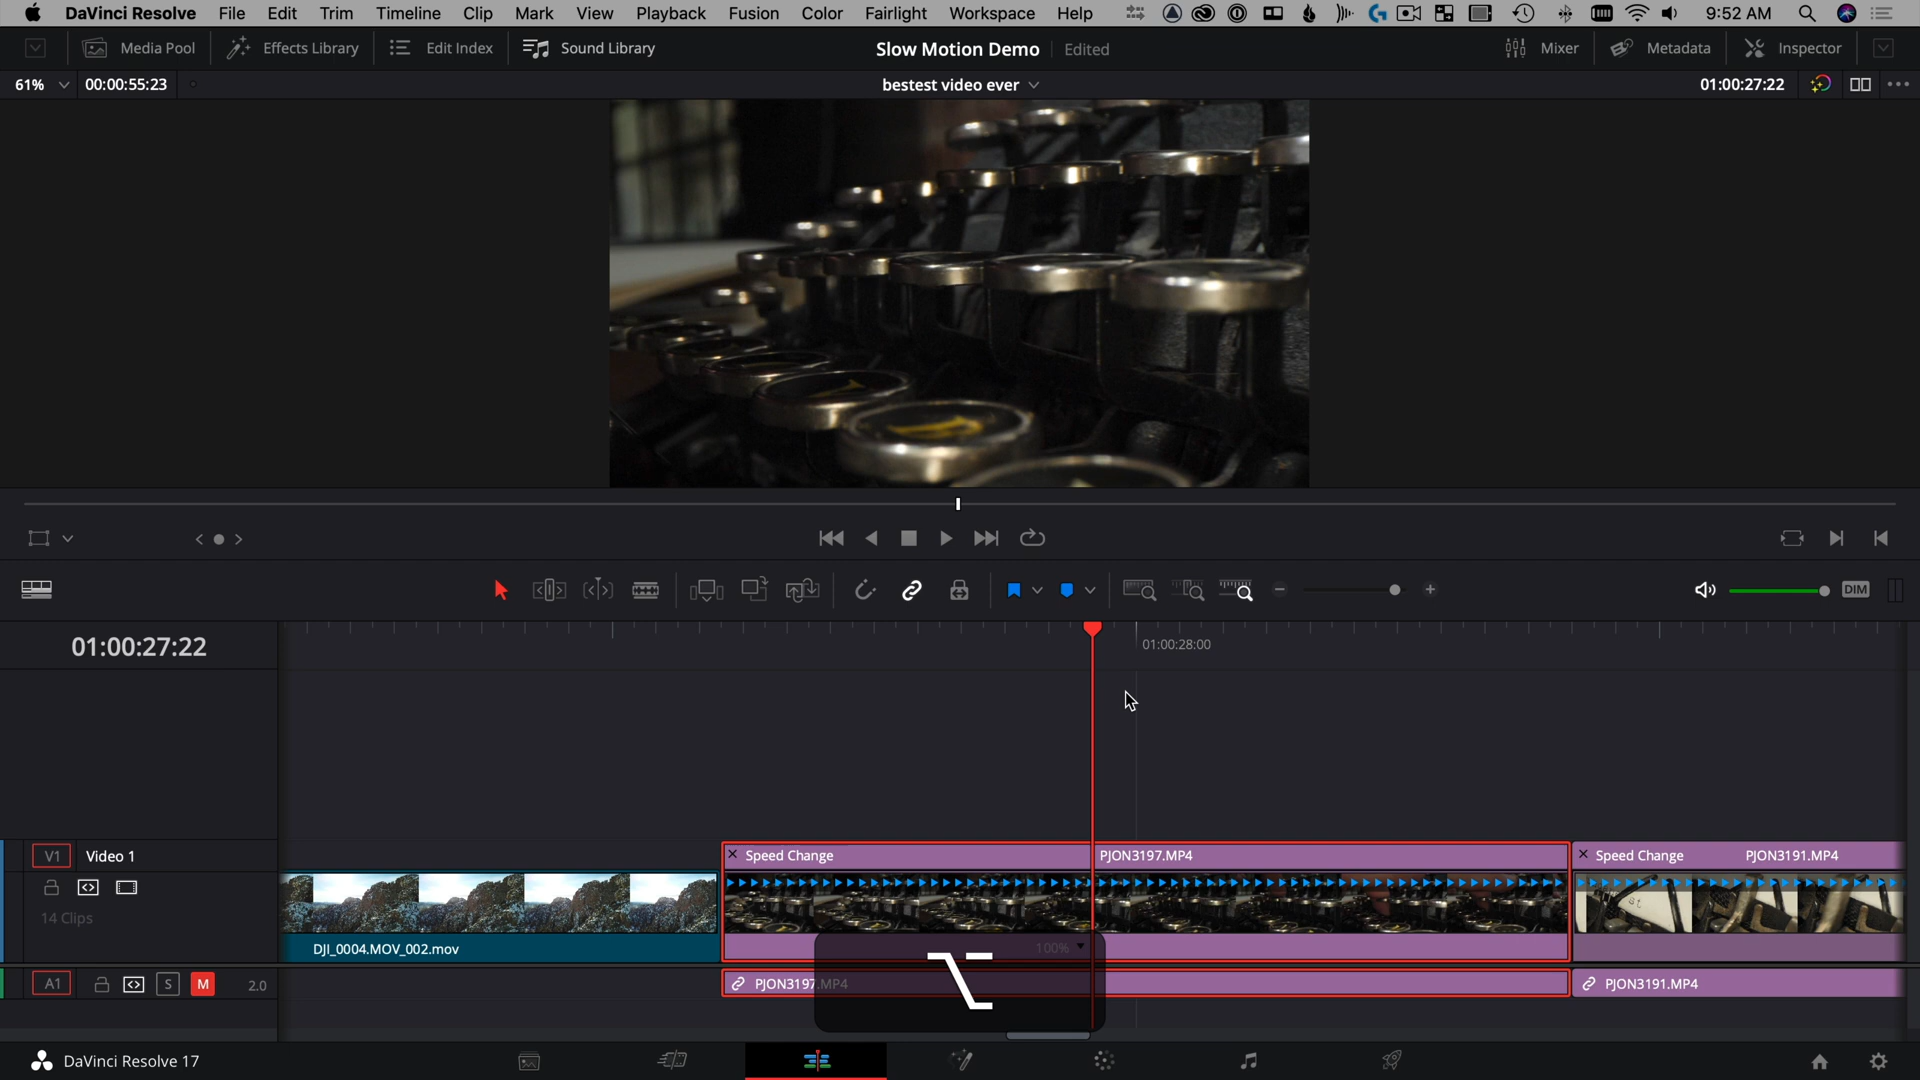 DaVinci Resolve File Edit Trim Timeline Clip Mark View Playback Fusion Color Fairlight Workspace Help 9:52 AM
Media Pool Effects Library Edit Index Sound Library Slow Motion Demo Edited Mixer Metadata Inspector
61% 00:00:55:23 bestest video ever 01:00:27:22
DIM
01:00:27:22 01:00:28:00
V1 Video 1 Speed Change PJON3197.MP4 Speed Change PJON3191.MP4
14 Clips
DJI_0004.MOV_002.mov 100%
A1 S M 2.0 PJON3197.MP4 PJON3191.MP4
DaVinci Resolve 17